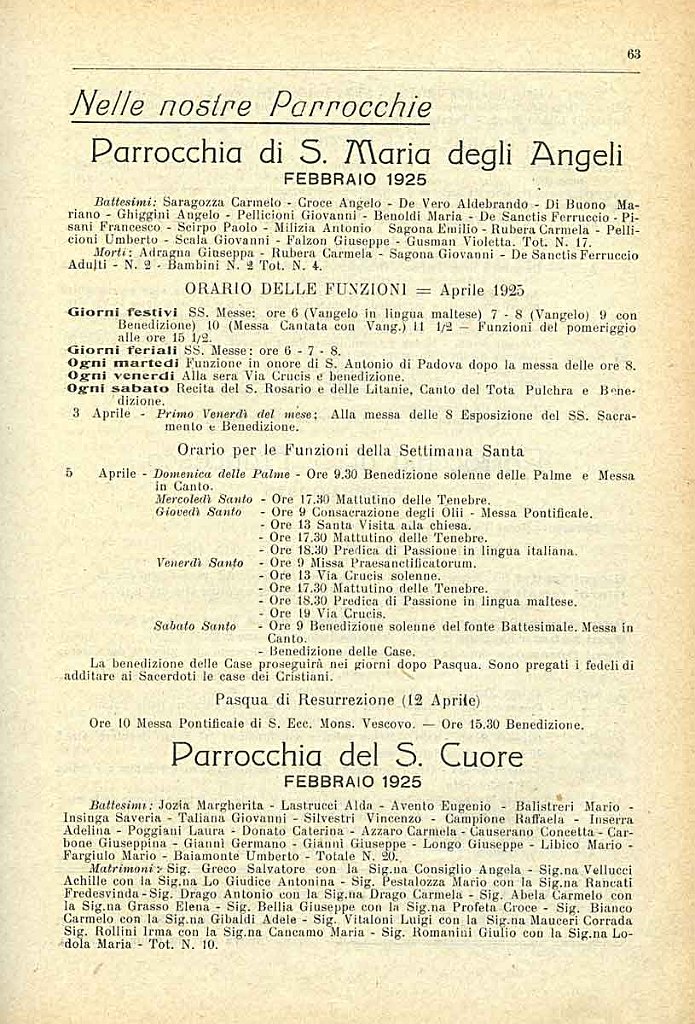 63
Nelle nostre Parrocchie
Parrocchia di S. Maria degli Angeli
FEBBRAIO 1925
Battesimi: Saragozza Carmelo - Croce Angelo - De Vero Aldebrando - Di Buono Ma-
riano - Ghiggini Angelo - Pellicioni Giovanni - Benoldi Maria - De Sanctis Ferruccio - Pi-
sani Francesco - Scirpo Paolo - Milizia Antonio Sagona Emilio - Rubera Carmela - Pelli-
cioni Umberto - Scala Giovanni - Falzon Giuseppe - Gusman Violetta. Tot. N. 17.
Morti: Adragna Giuseppa - Rubera Carmela - Sagona Giovanni - De Sanctis Ferruccio
Adulti - N. 2 - Bambini N. 2 Tot. N. 4.
ORARIO DELLE FUNZIONI = Aprile 1925
Giorni festivi SS. Messe: ore 6 (Vangelo in lingua maltese) 7 - 8 (Vangelo) 9 con
Benedizione) 10 (Messa Cantata con Vang.) 11 1/2 — Funzioni del pomeriggio
alle ore 15 1/2.
Giorni feriali SS. Messe: ore 6 - 7 - 8.
Ogni martedì Funzione in onore di S. Antonio di Padova dopo la messa delle ore 8.
Ogni venerdì Alla sera Via Crucis e benedizione.
Ogni sabato Recita del S. Rosario e delle Litanie, Canto del Tota Pulchra e Bene-
dizione.
3 Aprile - Primo Venerdì del mese: Alla messa delle 8 Esposizione del SS. Sacra-
mento e Benedizione.
Orario per le Funzioni della Settimana Santa
5 Aprile - Domenica delle Palme - Ore 9.30 Benedizione solenne delle Palme e Messa
in Canto.
Mercoledì Santo - Ore 17.30 Mattutino delle Tenebre.
Giovedì Santo - Ore 9 Consacrazione degli Olii - Messa Pontificale.
- Ore 13 Santa Visita alla chiesa.
- Ore 17.30 Mattutino delle Tenebre.
- Ore 18.30 Predica di Passione in lingua italiana.
Venerdì Santo - Ore 9 Missa Praesanctificatorum.
- Ore 13 Via Crucis solenne.
- Ore 17.30 Mattutino delle Tenebre.
- Ore 18.30 Predica di Passione in lingua maltese.
- Ore 19 Via Crucis.
Sabato Santo - Ore 9 Benedizione solenne del fonte Battesimale. Messa in
Canto.
- Benedizione delle Case.
La benedizione delle Case proseguirà nei giorni dopo Pasqua. Sono pregati i fedeli di
additare ai Sacerdoti le case dei Cristiani.
Pasqua di Resurrezione (12 Aprile)
Ore 10 Messa Pontificale di S. Ecc. Mons. Vescovo. — Ore 15.30 Benedizione.
Parrocchia del S. Cuore
FEBBRAIO 1925
Battesimi: Jozia Margherita - Lastrucci Alda - Avento Eugenio - Balistreri Mario -
Insinga Saveria - Taliana Giovanni - Silvestri Vincenzo - Campione Raffaela - Inserra
Adelina - Poggiani Laura - Donato Caterina - Azzaro Carmela - Causerano Concetta - Car-
bone Giuseppina - Gianni Germano - Gianni Giuseppe - Longo Giuseppe - Libico Mario -
Fargiulo Mario - Baiamonte Umberto - Totale N. 20.
Matrimoni: Sig. Greco Salvatore con la Sig.na Consiglio Angela - Sig.na Vellucci
Achille con la Sig.na Lo Giudice Antonina - Sig. Pestalozza Mario con la Sig.na Rancati
Fredesvinda - Sig. Drago Antonio con la Sig.na Drago Carmela - Sig. Abela Carmelo con
la Sig.na Grasso Elena - Sig. Bellia Giuseppe con la Sig.na Profeta Croce - Sig. Bianco
Carmelo con la Sig.na Gibaldi Adele - Sig. Vitaloni Luigi con la Sig.na Mauceri Corrada
Sig. Rollini Irma con la Sig.na Cancamo Maria - Sig. Romanini Giulio con la Sig.na Lo-
dola Maria - Tot. N. 10.